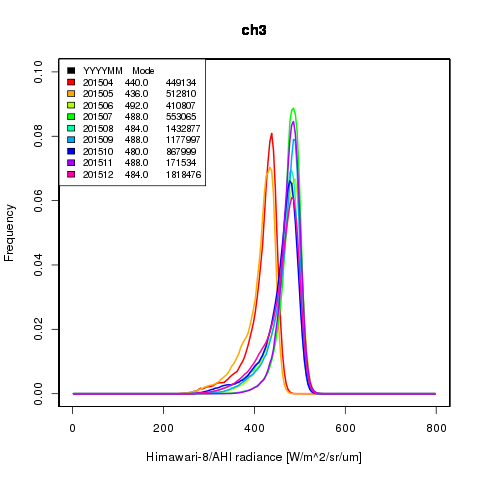 ch3
YYYYMM Mode
201504 440.0 449134
201505 436.0 512810
201506 492.0 410807
201507 488.0 553065
201508 484.0 1432877
201509 488.0 1177997
201510 480.0 867999
201511 488.0 171534
201512 484.0 1818476
0.10
0.08
0.06
0.04
0.02
0.00
Frequency
0 200 400 600 800
Himawari-8/AHI radiance [W/m^2/sr/um]